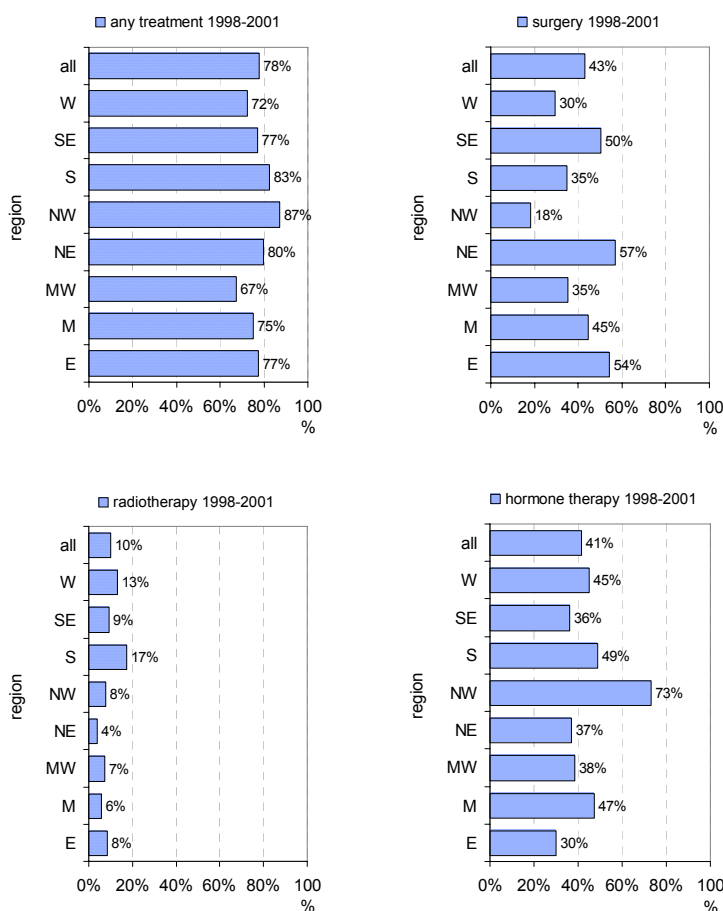 any treatment 1998-2001
all 78%
W 72%
SE 77%
S 83%
NW 87%
NE 80%
MW 67%
M 75%
E 77%
region
0% 20% 40% 60% 80% 100
%
surgery 1998-2001
all 43%
W 30%
SE 50%
S 35%
NW 18%
NE 57%
MW 35%
M 45%
E 54%
region
0% 20% 40% 60% 80% 100
%
radiotherapy 1998-2001
all 10%
W 13%
SE 9%
S 17%
NW 8%
NE 4%
MW 7%
M 6%
E 8%
region
0% 20% 40% 60% 80% 100
%
hormone therapy 1998-2001
all 41%
W 45%
SE 36%
S 49%
NW 73%
NE 37%
MW 38%
M 47%
E 30%
region
0% 20% 40% 60% 80% 100
%